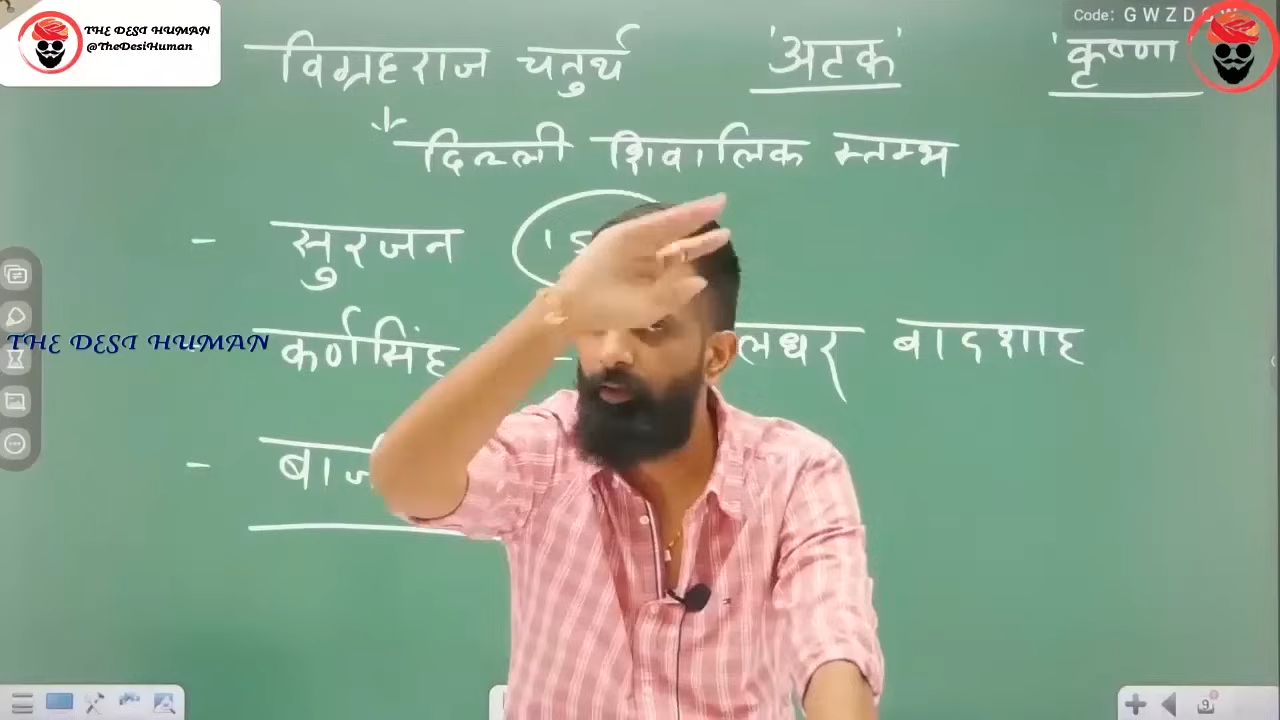 THE DESI HUMAN
@TheDesiHuman
Code: G W Z D
विग्रहराज चतुर्थ 'अटक' 'कृष्णा'
दिल्ली शिवालिक स्तम्भ
- सुरजन
THE DESI HUMAN
कर्णसिंह - बादशाह
-